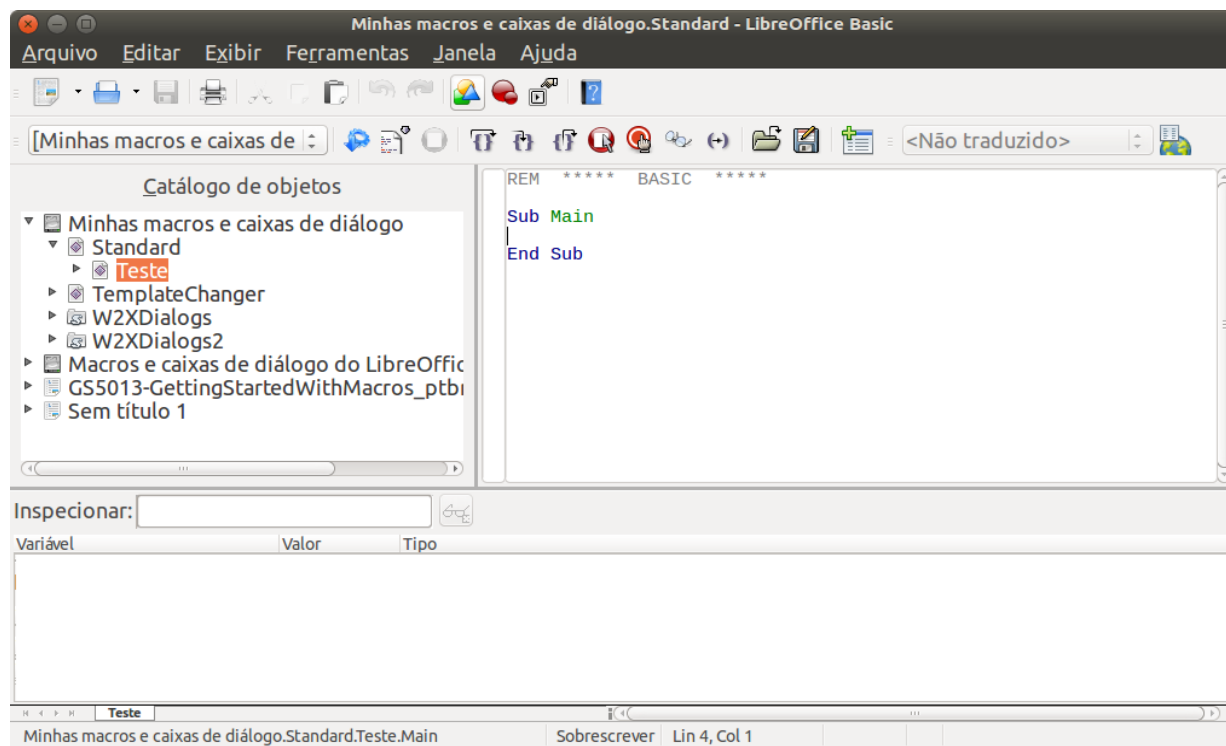 Minhas macros e caixas de diálogo.Standard - LibreOffice Basic
Arquivo Editar Exibir Ferramentas Janela Ajuda
[Minhas macros e caixas de <Não traduzido>
Catálogo de objetos
Minhas macros e caixas de diálogo
Standard
Teste
TemplateChanger
W2XDialogs
W2XDialogs2
Macros e caixas de diálogo do LibreOffic
GS5013-GettingStartedWithMacros_ptbr
Sem título 1
REM ***** BASIC *****
Sub Main
End Sub
Inspecionar:
Variável Valor Tipo
Teste
Minhas macros e caixas de diálogo.Standard.Teste.Main Sobrescrever Lin 4, Col 1